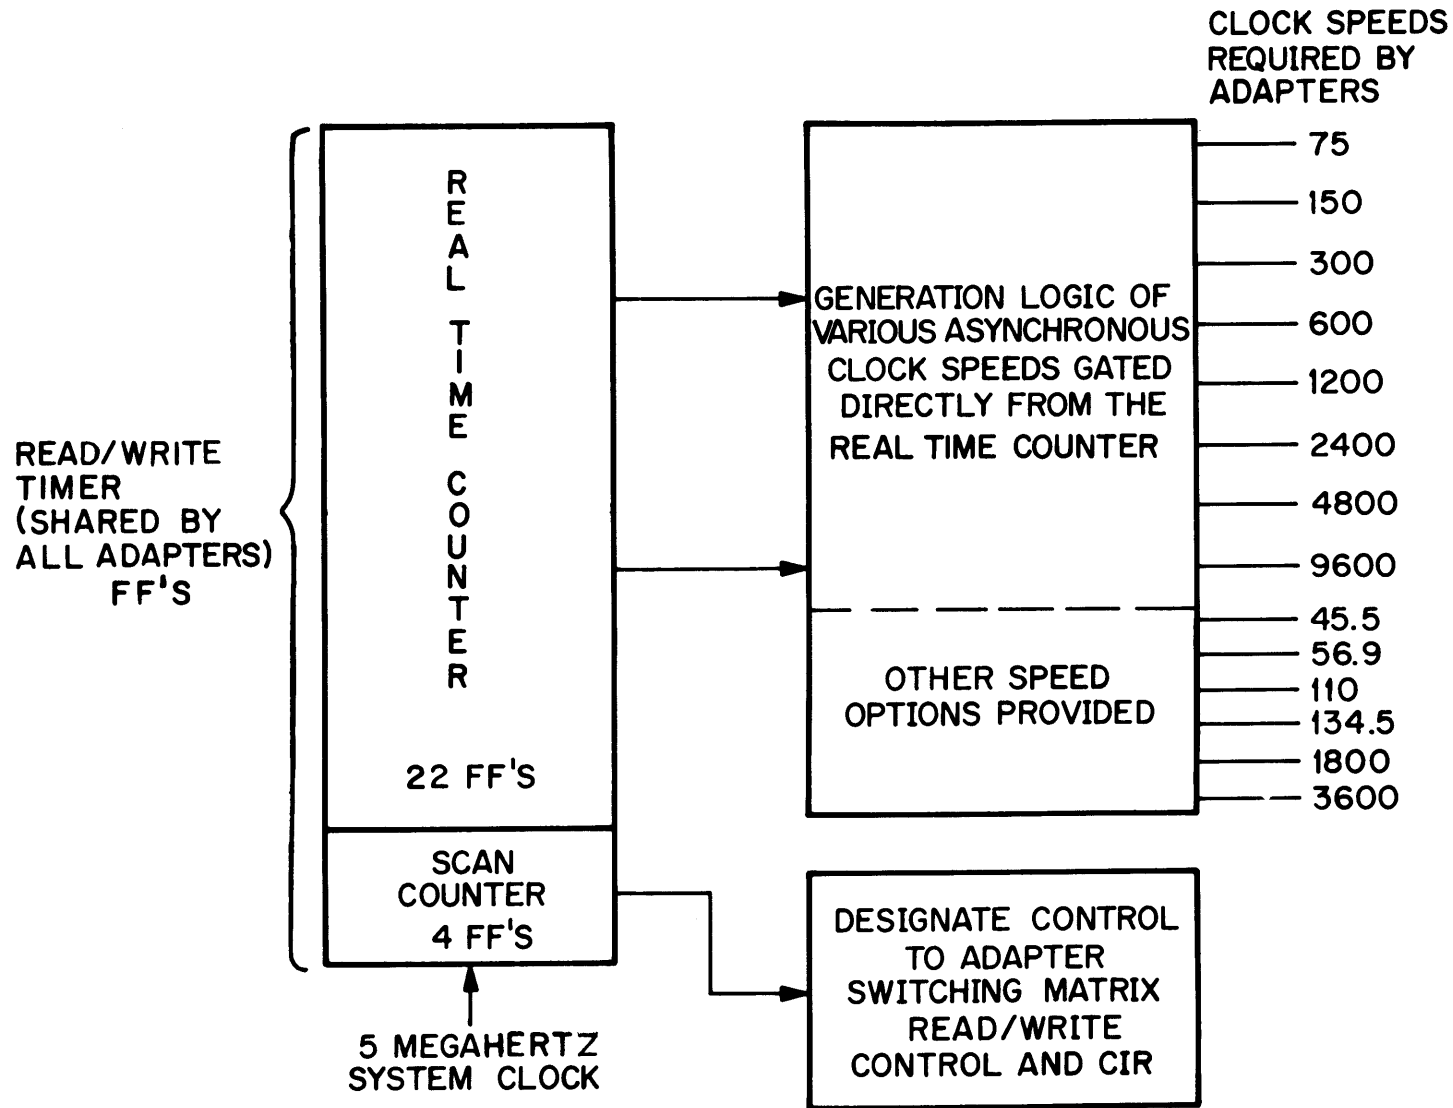 CLOCK SPEEDS
REQUIRED BY
ADAPTERS
READ/WRITE
TIMER
(SHARED BY
ALL ADAPTERS)
FF'S
REAL TIME COUNTER
22 FF'S
SCAN
COUNTER
4 FF'S
5 MEGAHERTZ
SYSTEM CLOCK
GENERATION LOGIC OF
VARIOUS ASYNCHRONOUS
CLOCK SPEEDS GATED
DIRECTLY FROM THE
REAL TIME COUNTER
OTHER SPEED
OPTIONS PROVIDED
75
150
300
600
1200
2400
4800
9600
45.5
56.9
110
134.5
1800
3600
DESIGNATE CONTROL
TO ADAPTER
SWITCHING MATRIX
READ/WRITE
CONTROL AND CIR